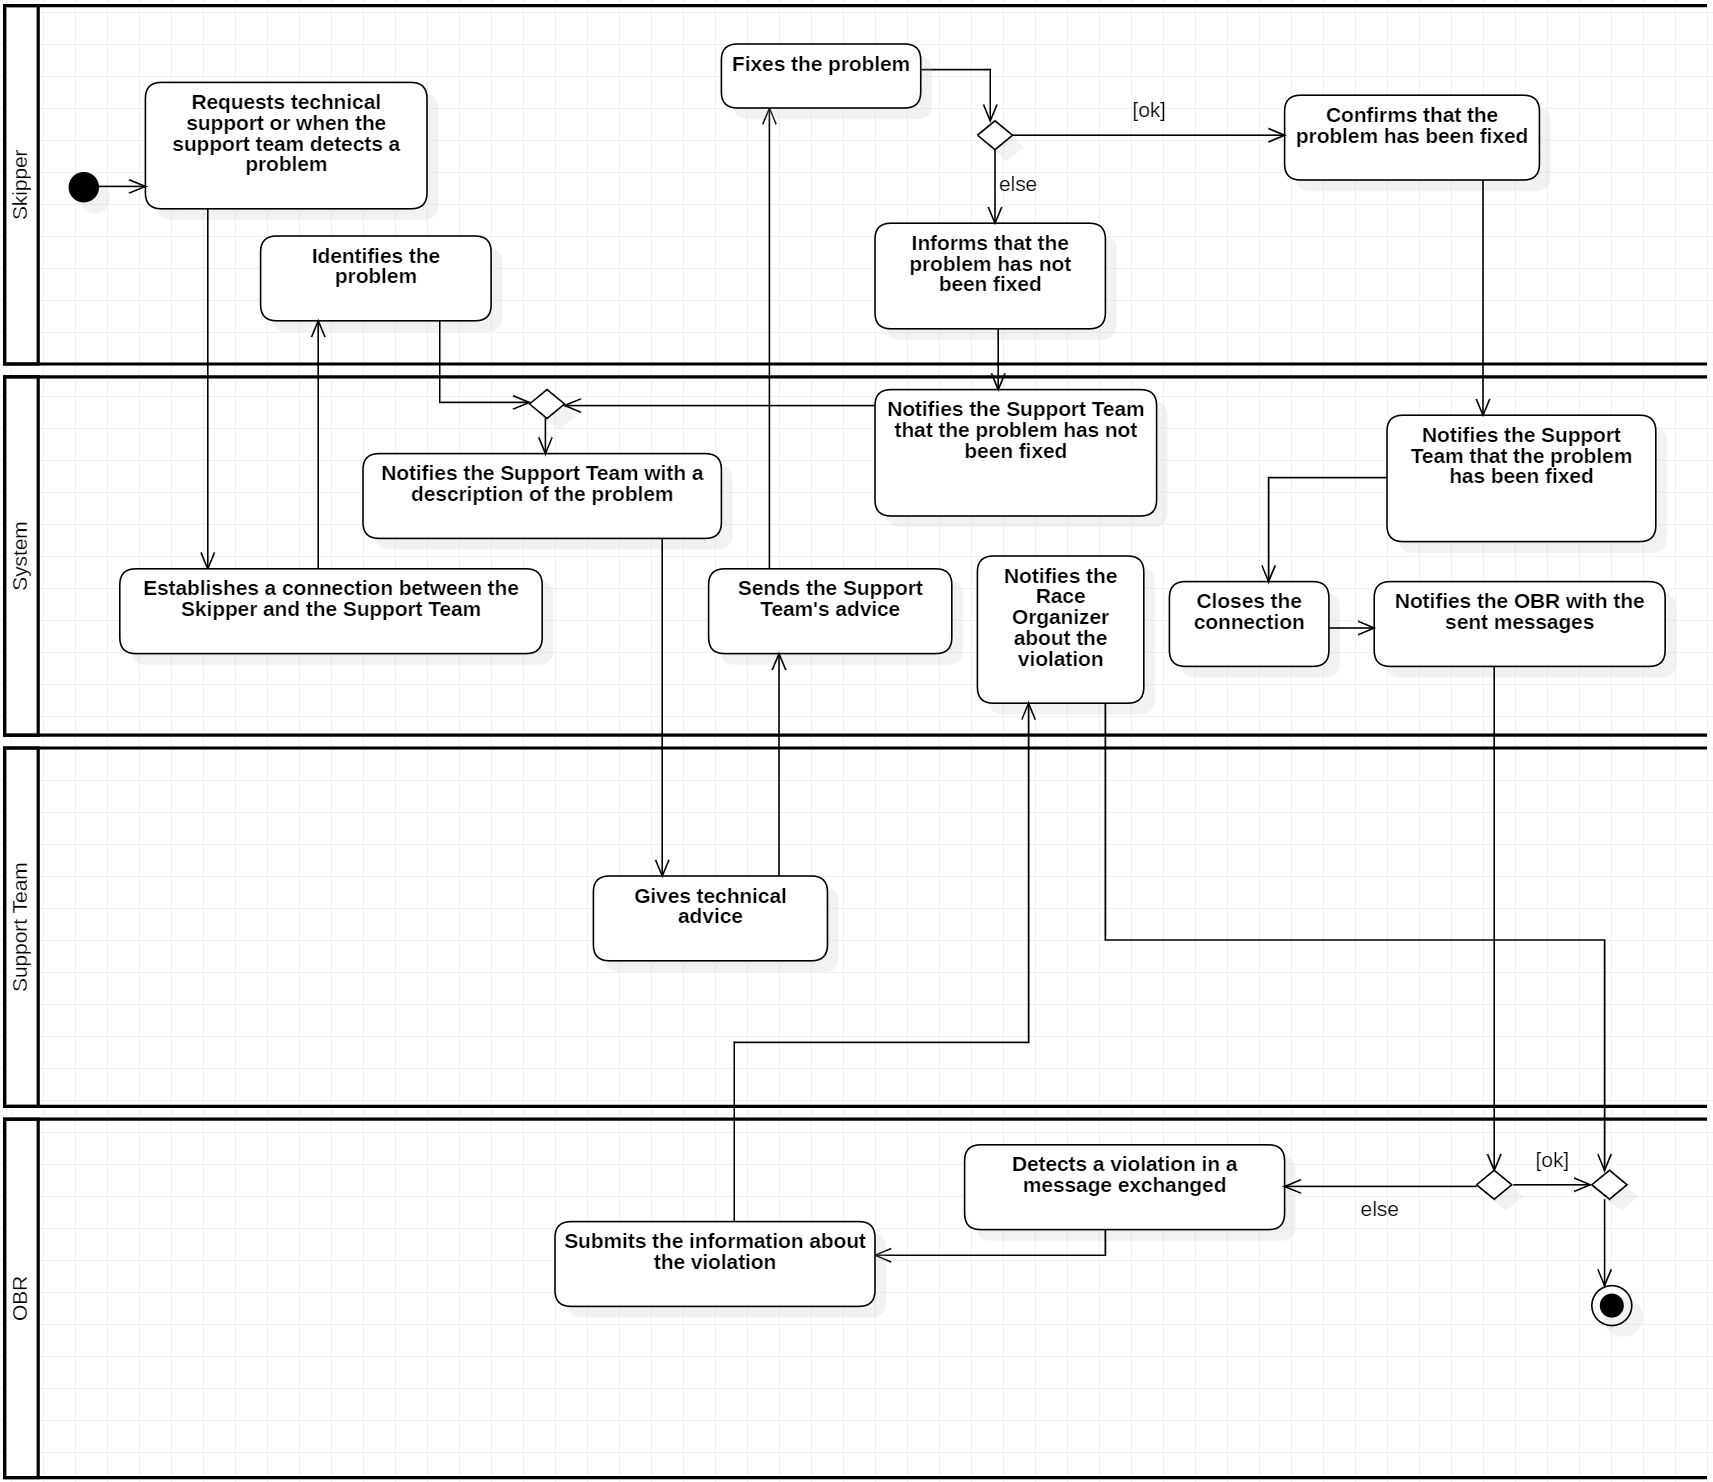 Skipper
Requests technical
support or when the
support team detects a
problem
Identifies the
problem
Fixes the problem
[ok]
else
Confirms that the
problem has been fixed
Informs that the
problem has not
been fixed
System
Notifies the Support Team with a
description of the problem
Notifies the Support Team
that the problem has not
been fixed
Notifies the Support
Team that the problem
has been fixed
Establishes a connection between the
Skipper and the Support Team
Sends the Support
Team's advice
Notifies the
Race
Organizer
about the
violation
Closes the
connection
Notifies the OBR with the
sent messages
Support Team
Gives technical
advice
OBR
Detects a violation in a
message exchanged
[ok]
else
Submits the information about
the violation